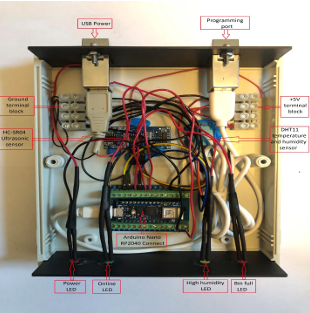 USB Power
Programming
port
Ground
terminal
block
+5V
terminal
block
HC-SR04
Ultrasonic
sensor
DHT11
temperature
and humidity
sensor
Arduino Nano
RP2040 Connect
Power
LED
Online
LED
High humidity
LED
Bin full
LED